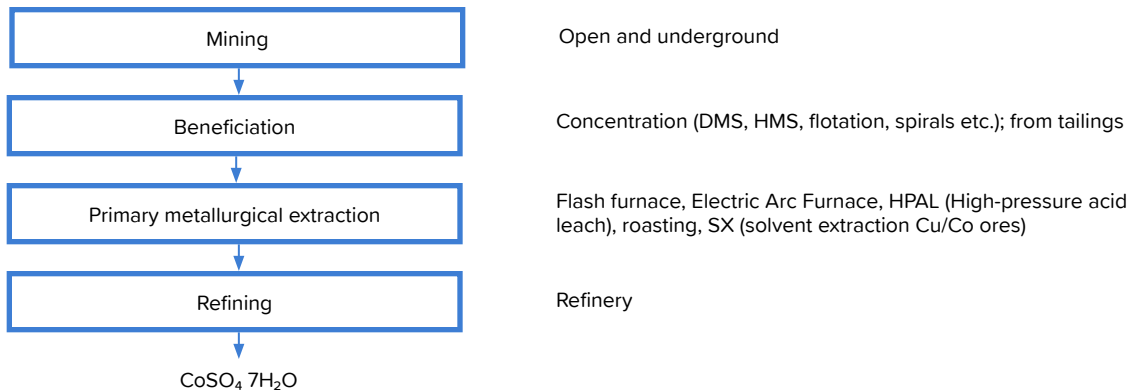 Mining
Open and underground
Beneficiation
Concentration (DMS, HMS, flotation, spirals etc.); from tailings
Primary metallurgical extraction
Flash furnace, Electric Arc Furnace, HPAL (High-pressure acid
leach), roasting, SX (solvent extraction Cu/Co ores)
Refining
Refinery
CoSO₄ 7H₂O